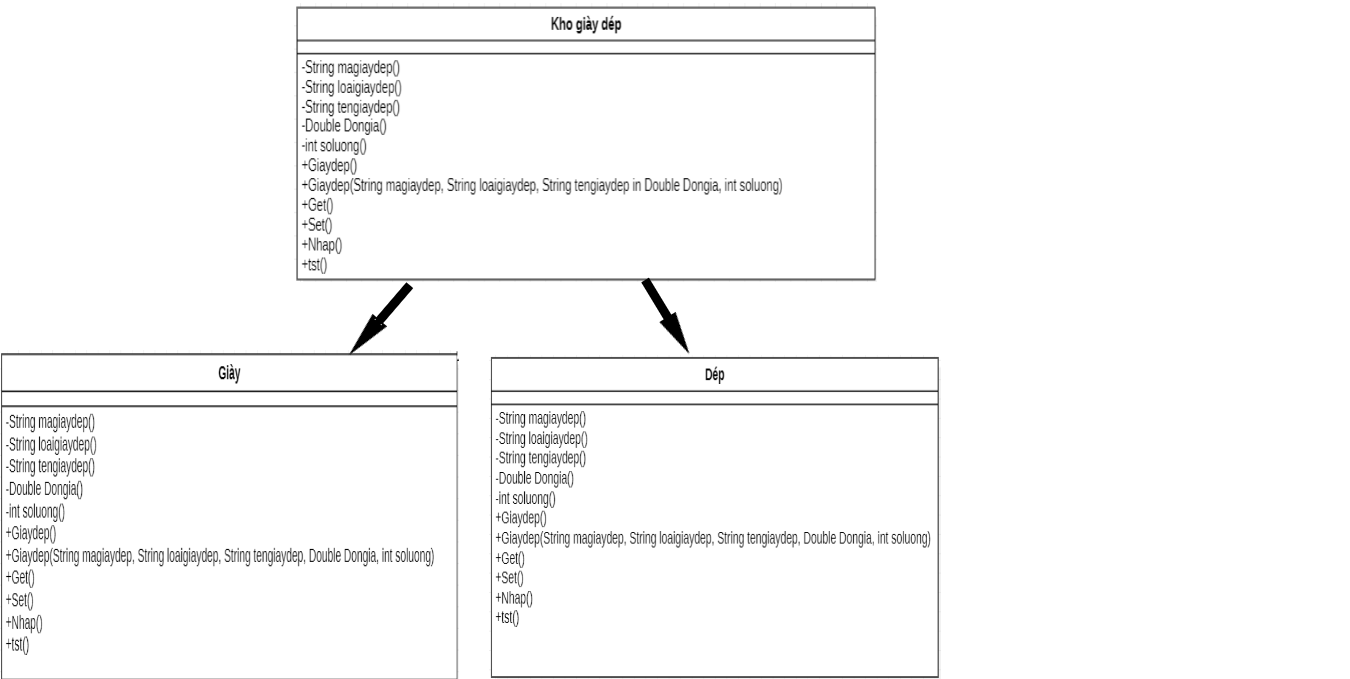 Kho giày dép
-String magiaydep()
-String loaigiaydep()
-String tengiaydep()
-Double Dongia()
-int soluong()
+Giaydep()
+Giaydep(String magiaydep, String loaigiaydep, String tengiaydep in Double Dongia, int soluong)
+Get()
+Set()
+Nhap()
+tst()
Giày
-String magiaydep()
-String loaigiaydep()
-String tengiaydep()
-Double Dongia()
-int soluong()
+Giaydep()
+Giaydep(String magiaydep, String loaigiaydep, String tengiaydep, Double Dongia, int soluong)
+Get()
+Set()
+Nhap()
+tst()
Dép
-String magiaydep()
-String loaigiaydep()
-String tengiaydep()
-Double Dongia()
-int soluong()
+Giaydep()
+Giaydep(String magiaydep, String loaigiaydep, String tengiaydep, Double Dongia, int soluong)
+Get()
+Set()
+Nhap()
+tst()